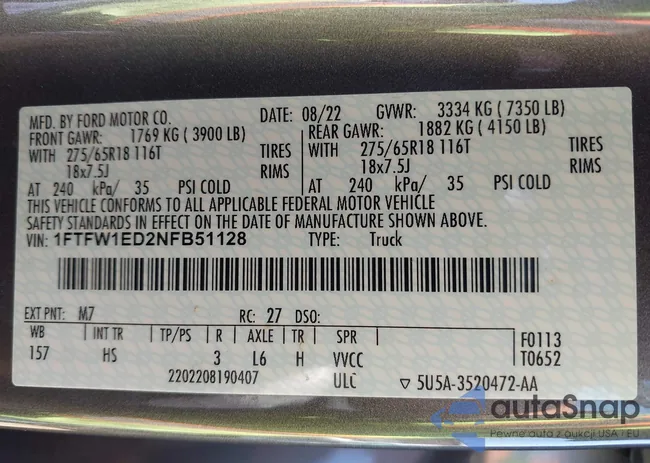 MFD. BY FORD MOTOR CO. DATE: 08/22 GVWR: 3334 KG ( 7350 LB)
FRONT GAWR: 1769 KG ( 3900 LB) REAR GAWR: 1882 KG ( 4150 LB)
WITH 275/65R18 116T TIRES WITH 275/65R18 116T TIRES
18x7.5J RIMS 18x7.5J RIMS
AT 240 kPa/ 35 PSI COLD AT 240 kPa/ 35 PSI COLD
THIS VEHICLE CONFORMS TO ALL APPLICABLE FEDERAL MOTOR VEHICLE
SAFETY STANDARDS IN EFFECT ON THE DATE OF MANUFACTURE SHOWN ABOVE.
VIN: 1FTFW1ED2NFB51128 TYPE: Truck
EXT PNT: M7 RC: 27 DSO:
WB INT TR TP/PS R AXLE TR SPR F0113
157 HS 3 L6 H VVCC T0652
2202208190407 ULC ▽ 5U5A-3520472-AA
autaSnap
Pewne auta z aukcji USA i EU